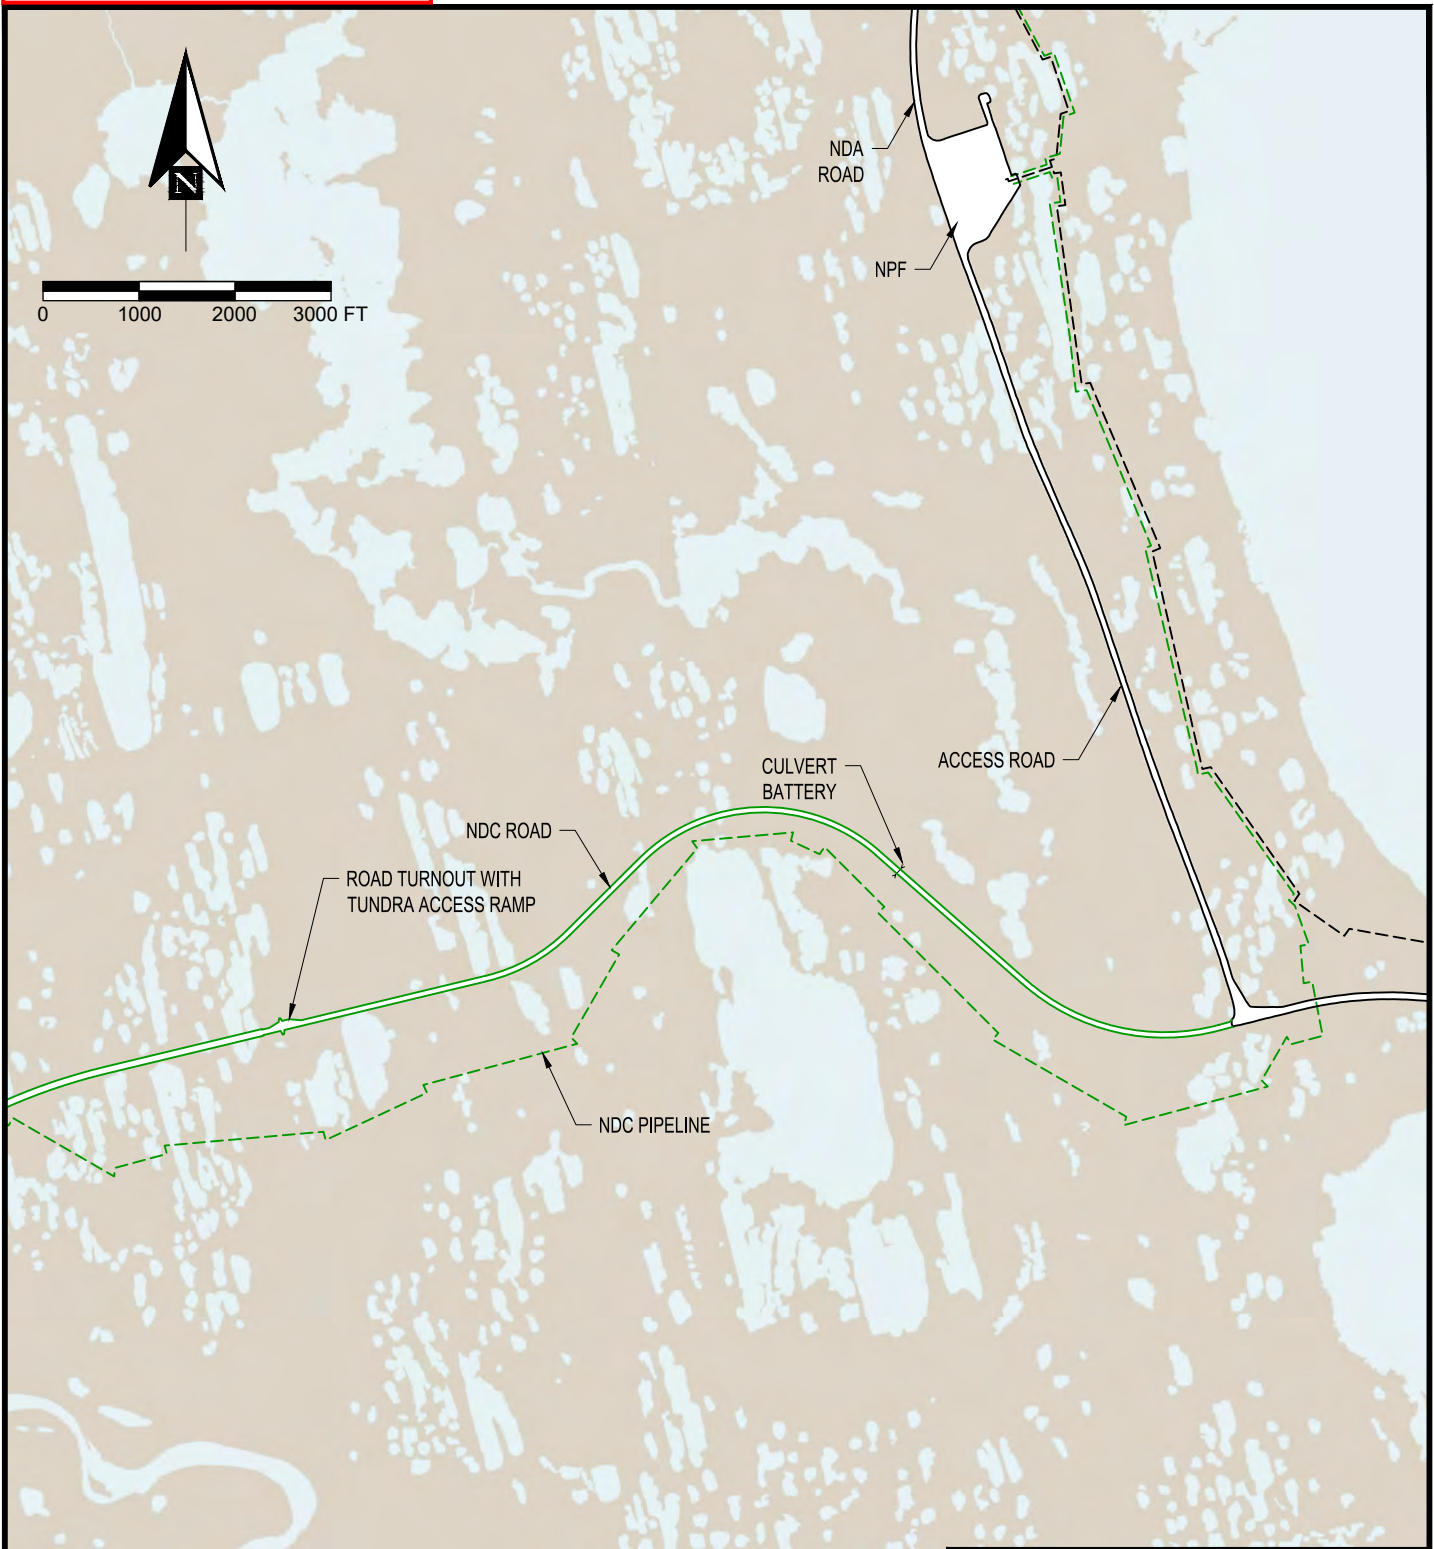 NDA
ROAD
NPF
0 1000 2000 3000 FT
CULVERT
BATTERY
ACCESS ROAD
NDC ROAD
ROAD TURNOUT WITH
TUNDRA ACCESS RAMP
NDC PIPELINE